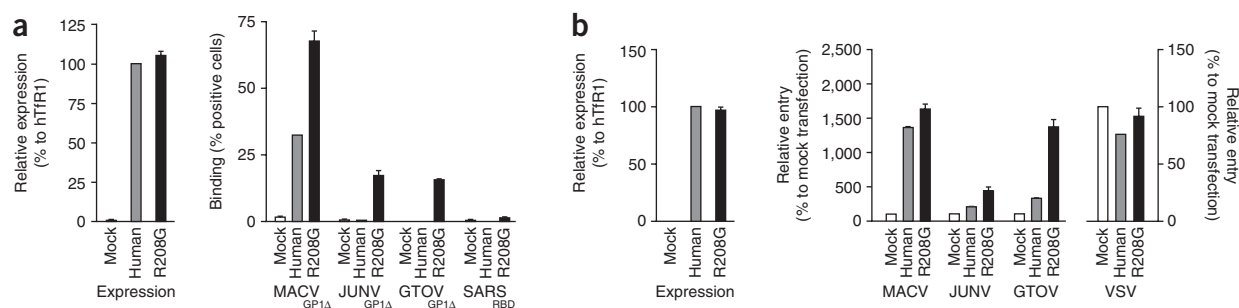 a
Relative expression
(% to hTfR1)
125
100
75
50
25
0
Mock
Human
R208G
Expression
Binding (% positive cells)
75
50
25
0
Mock
Human
R208G
Mock
Human
R208G
Mock
Human
R208G
Mock
Human
R208G
MACV GP1Δ
JUNV GP1Δ
GTOV GP1Δ
SARS RBD
b
Relative expression
(% to hTfR1)
150
100
50
0
Mock
Human
R208G
Expression
Relative entry
(% to mock transfection)
2,500
2,000
1,500
1,000
500
0
Mock
Human
R208G
Mock
Human
R208G
Mock
Human
R208G
Mock
Human
R208G
MACV
JUNV
GTOV
VSV
150
100
50
0
Relative entry
(% to mock transfection)